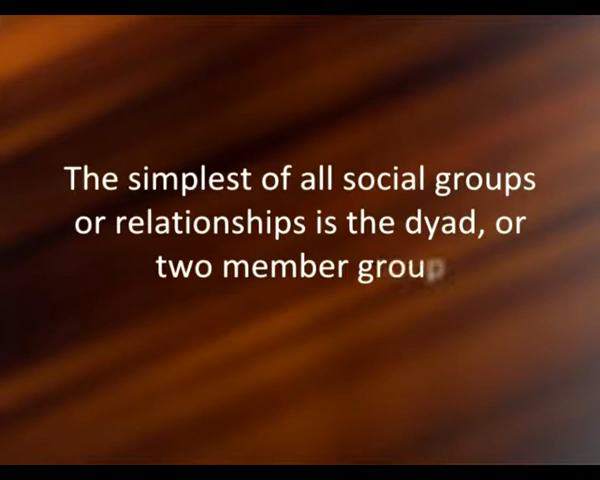 The simplest of all social groups
or relationships is the dyad, or
two member group